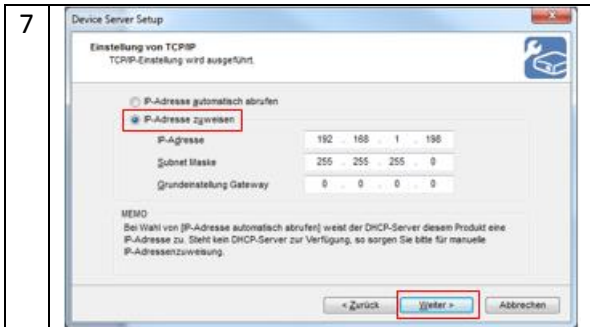 7
Device Server Setup
Einstellung von TCP/IP
TCP/IP-Einstellung wird ausgeführt.
IP-Adresse automatisch abrufen
IP-Adresse zuweisen
IP-Adresse 192 . 168 . 1 . 198
Subnet Maske 255 . 255 . 255 . 0
Grundeinstellung Gateway 0 . 0 . 0 . 0
MEMO
Bei Wahl von [IP-Adresse automatisch abrufen] weist der DHCP-Server diesem Produkt eine
IP-Adresse zu. Steht kein DHCP-Server zur Verfügung, so sorgen Sie bitte für manuelle
IP-Adressenzuweisung.
< Zurück Weiter > Abbrechen